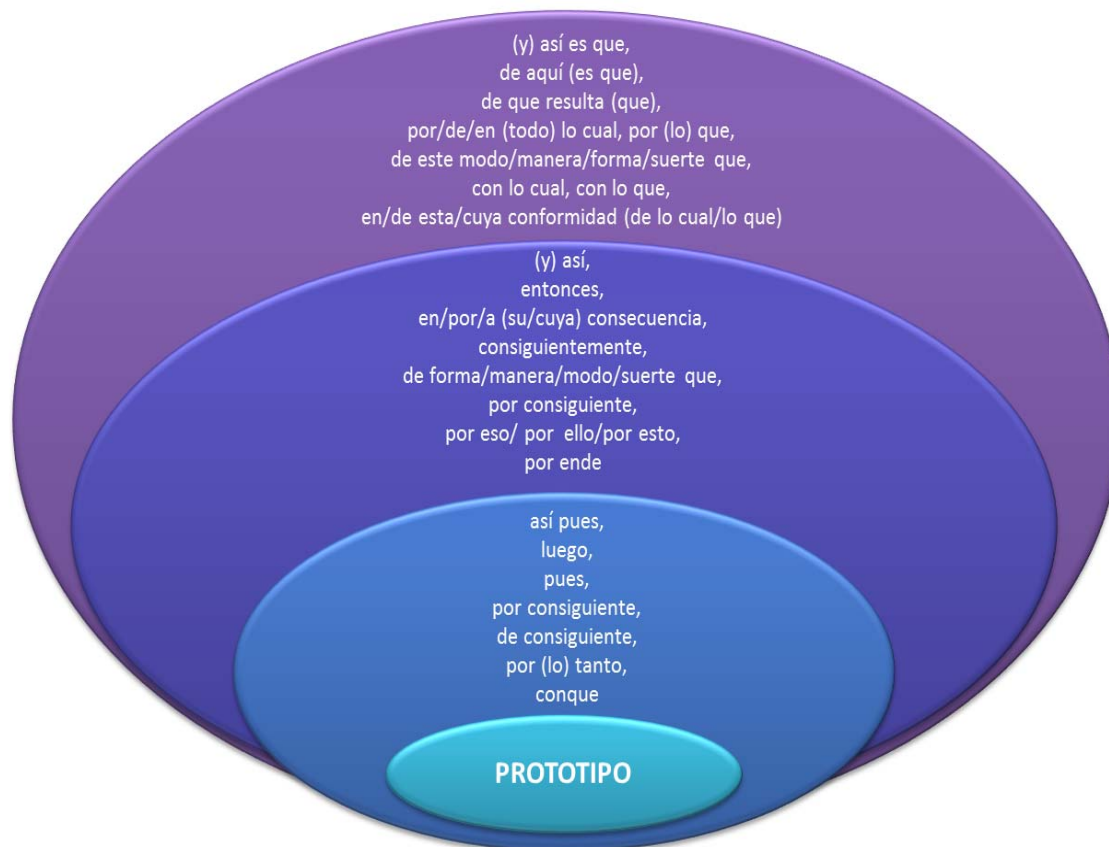 (y) así es que,
de aquí (es que),
de que resulta (que),
por/de/en (todo) lo cual, por (lo) que,
de este modo/manera/forma/suerte que,
con lo cual, con lo que,
en/de esta/cuya conformidad (de lo cual/lo que)
(y) así,
entonces,
en/por/a (su/cuya) consecuencia,
consiguientemente,
de forma/manera/modo/suerte que,
por consiguiente,
por eso/ por ello/por esto,
por ende
así pues,
luego,
pues,
por consiguiente,
de consiguiente,
por (lo) tanto,
conque
PROTOTIPO